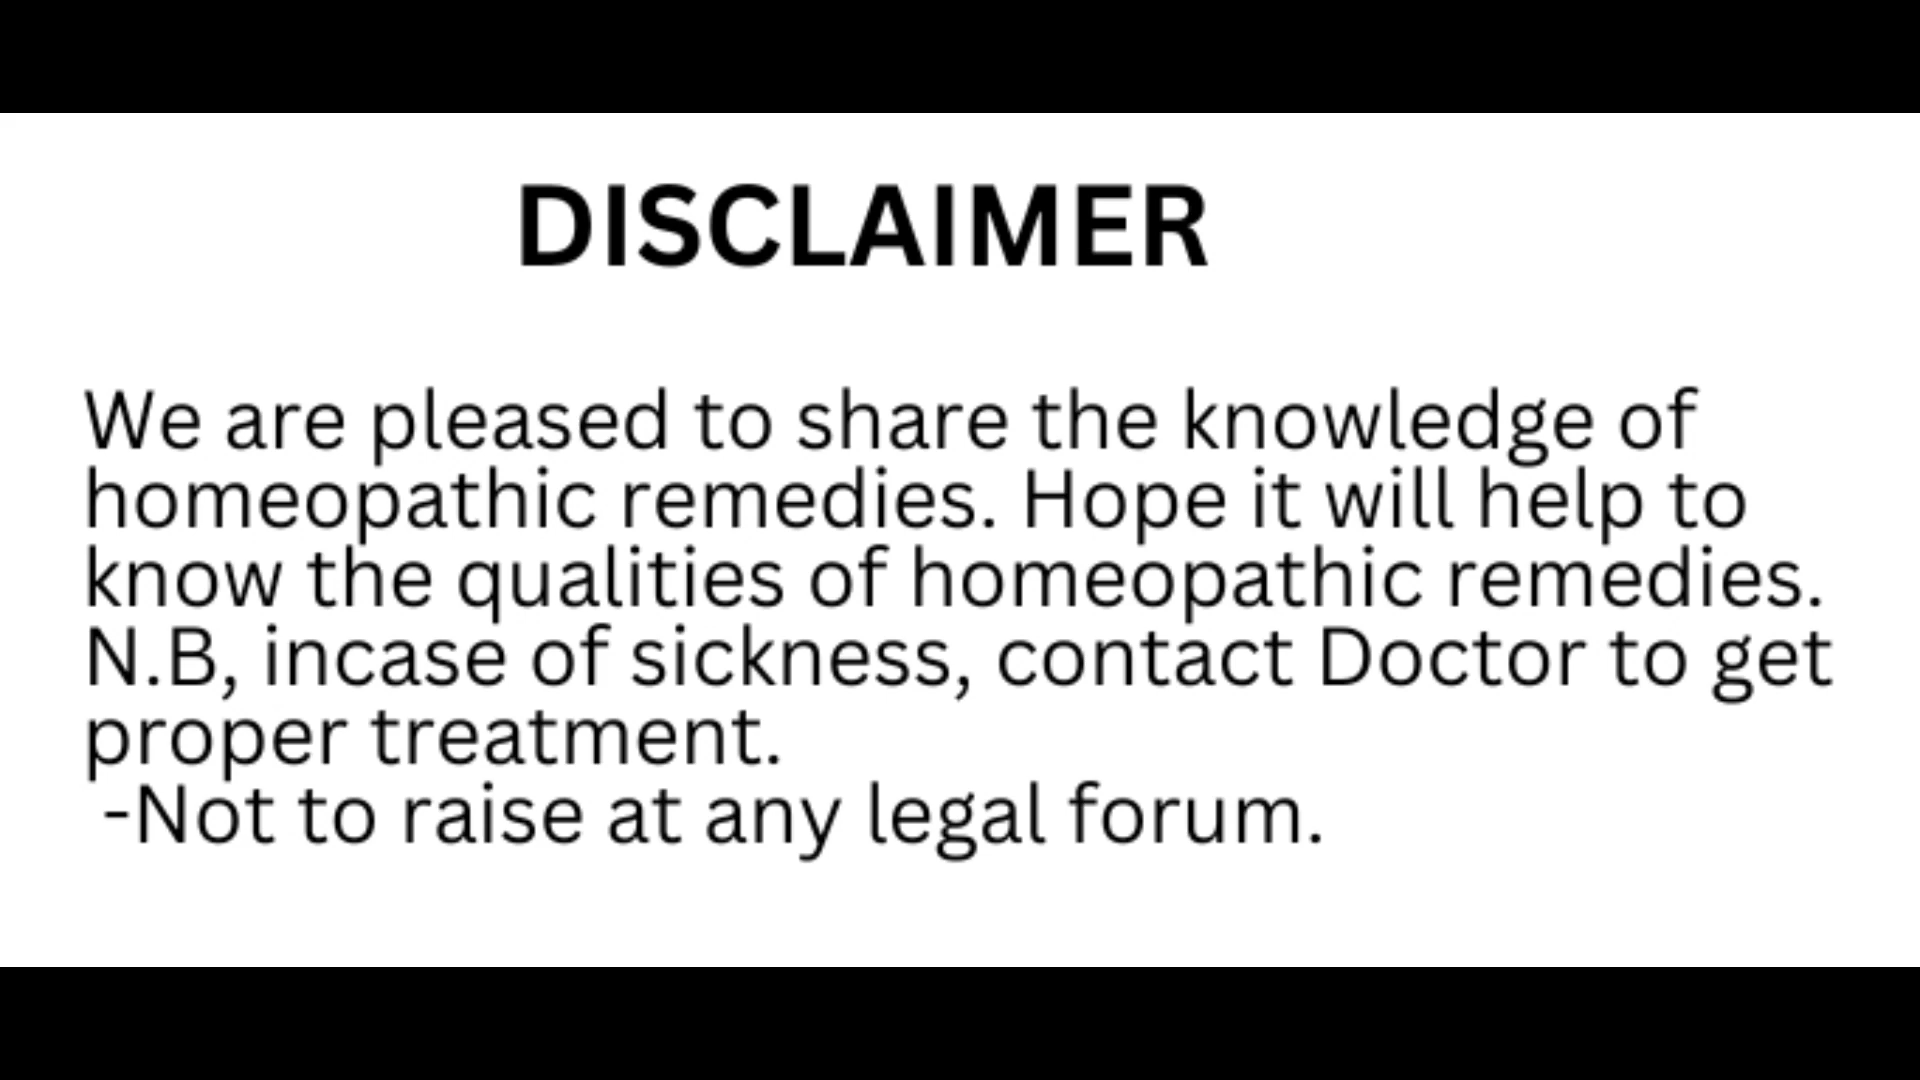 DISCLAIMER
We are pleased to share the knowledge of
homeopathic remedies. Hope it will help to
know the qualities of homeopathic remedies.
N.B, incase of sickness, contact Doctor to get
proper treatment.
-Not to raise at any legal forum.